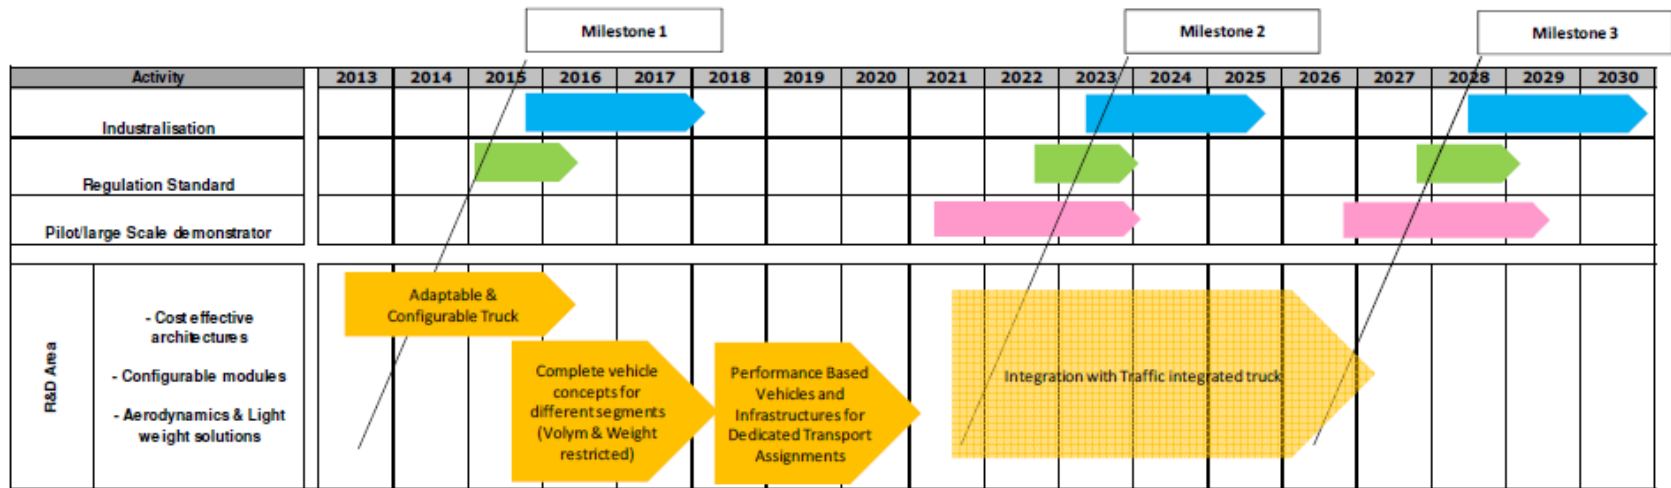 Milestone 1
Milestone 2
Milestone 3
Activity 2013 2014 2015 2016 2017 2018 2019 2020 2021 2022 2023 2024 2025 2026 2027 2028 2029 2030
Industralisation
Regulation Standard
Pilot/large Scale demonstrator
R&D Area
- Cost effective
architectures
- Configurable modules
- Aerodynamics & Light
weight solutions
Adaptable &
Configurable Truck
Complete vehicle
concepts for
different segments
(Volym & Weight
restricted)
Performance Based
Vehicles and
Infrastructures for
Dedicated Transport
Assignments
Integration with Traffic integrated truck